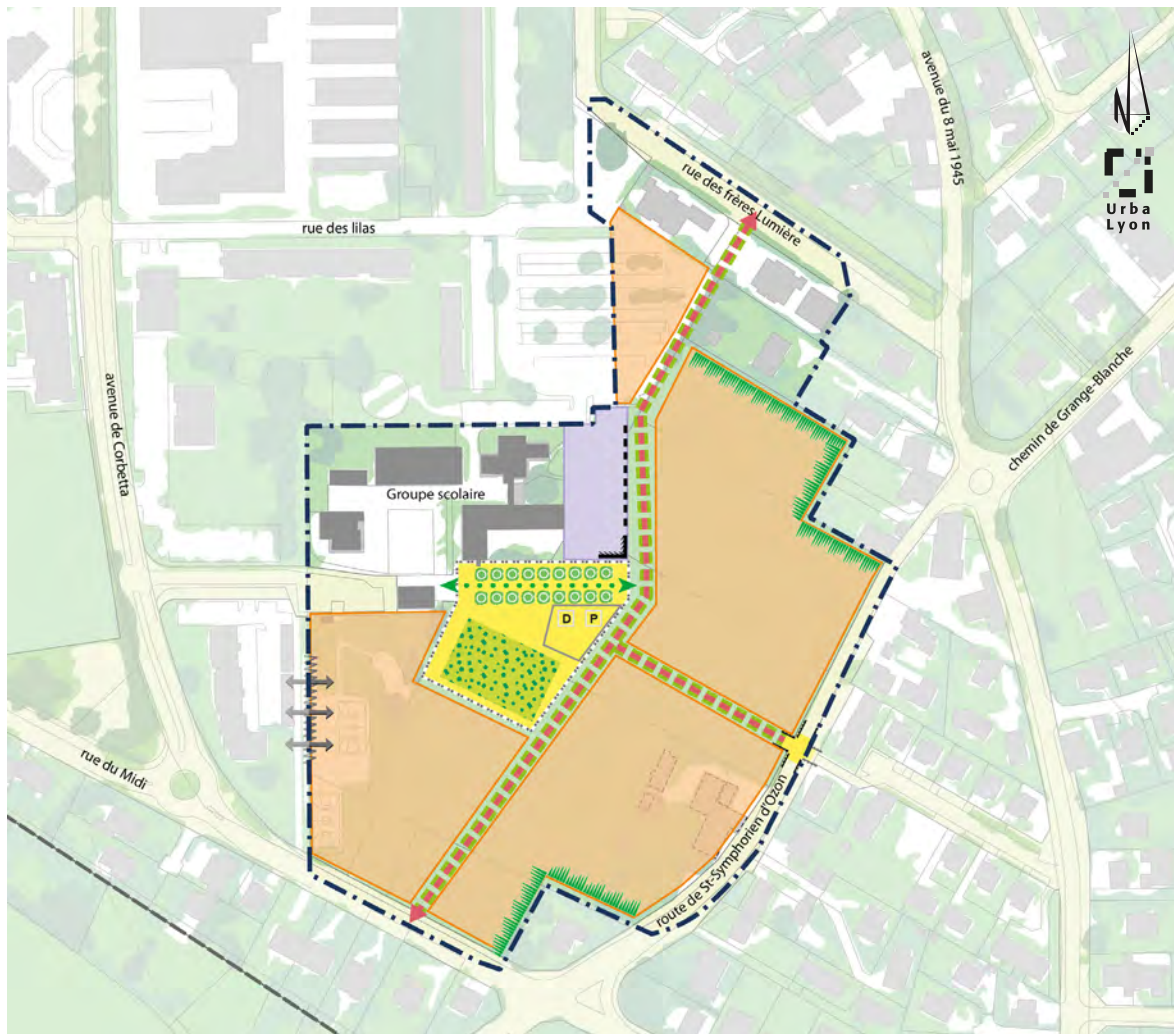 avenue du 8 mai 1945
N
Urba
Lyon
rue des frères Lumière
rue des lilas
chemin de Grange-Blanche
avenue de Corbetta
Groupe scolaire
D P
rue du Midi
route de St-Symphorien d'Ozon